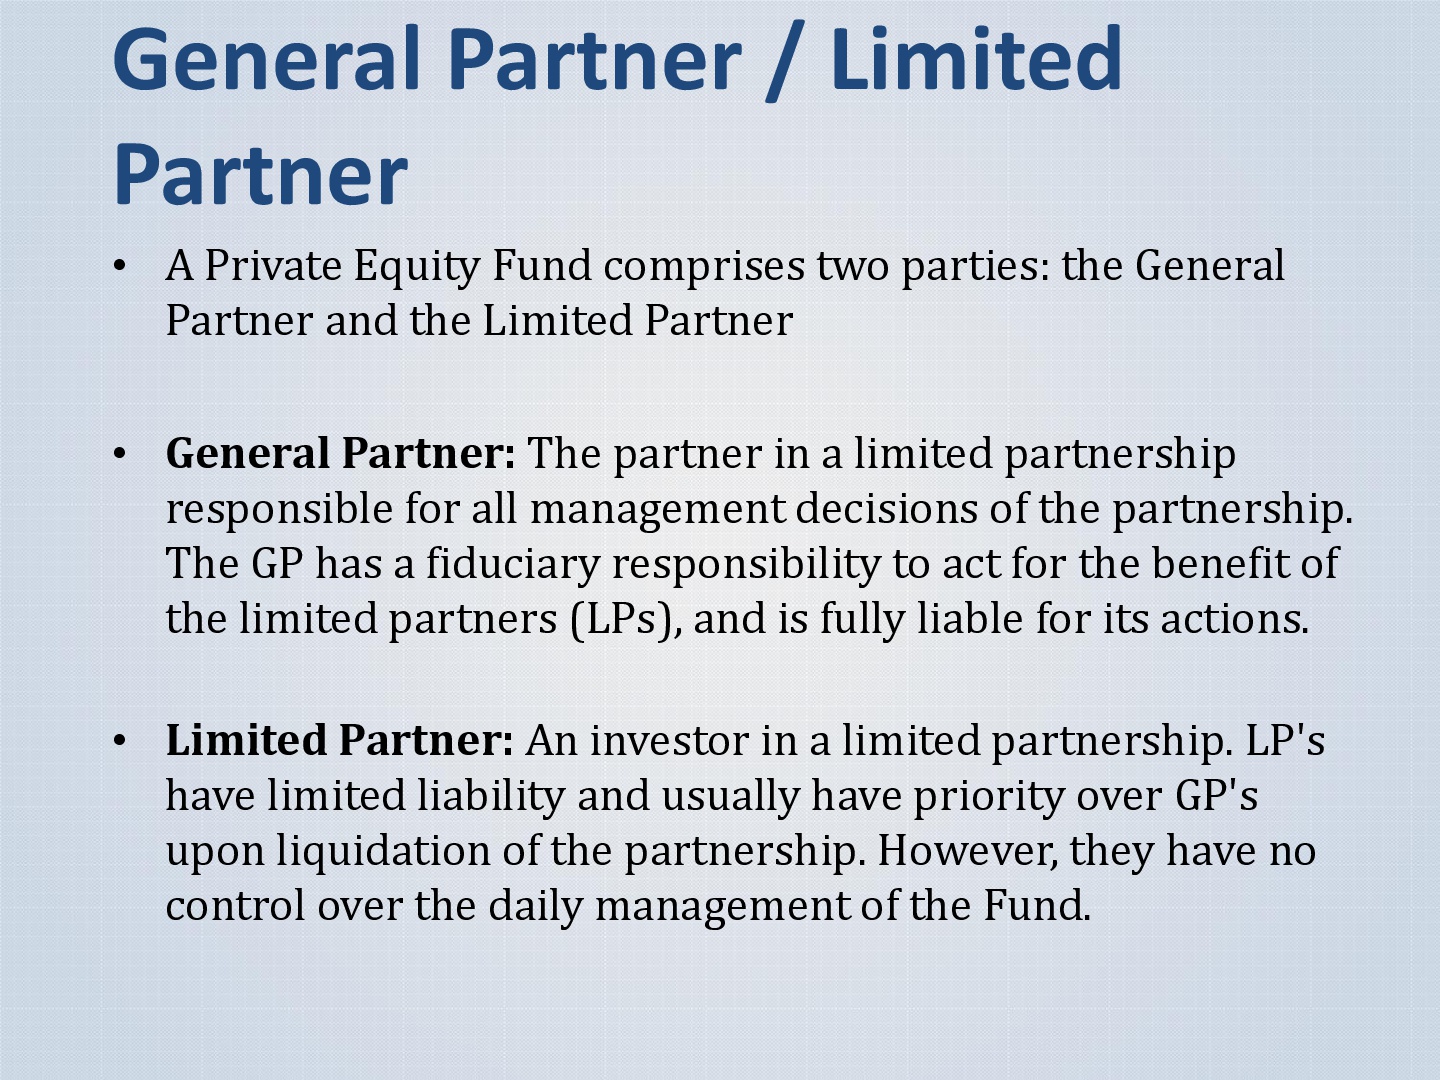 General Partner / Limited
Partner
• A Private Equity Fund comprises two parties: the General
Partner and the Limited Partner
• General Partner: The partner in a limited partnership
responsible for all management decisions of the partnership.
The GP has a fiduciary responsibility to act for the benefit of
the limited partners (LPs), and is fully liable for its actions.
• Limited Partner: An investor in a limited partnership. LP's
have limited liability and usually have priority over GP's
upon liquidation of the partnership. However, they have no
control over the daily management of the Fund.